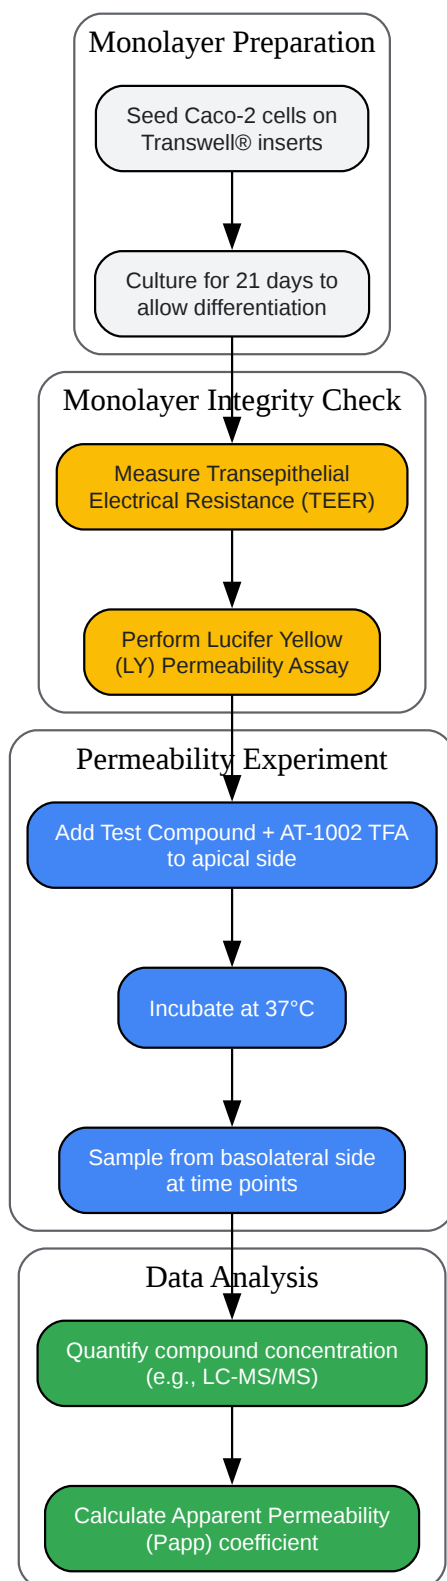 Monolayer Preparation
Seed Caco-2 cells on
Transwell® inserts
Culture for 21 days to
allow differentiation
Monolayer Integrity Check
Measure Transepithelial
Electrical Resistance (TEER)
Perform Lucifer Yellow
(LY) Permeability Assay
Permeability Experiment
Add Test Compound + AT-1002 TFA
to apical side
Incubate at 37°C
Sample from basolateral side
at time points
Data Analysis
Quantify compound concentration
(e.g., LC-MS/MS)
Calculate Apparent Permeability
(Papp) coefficient